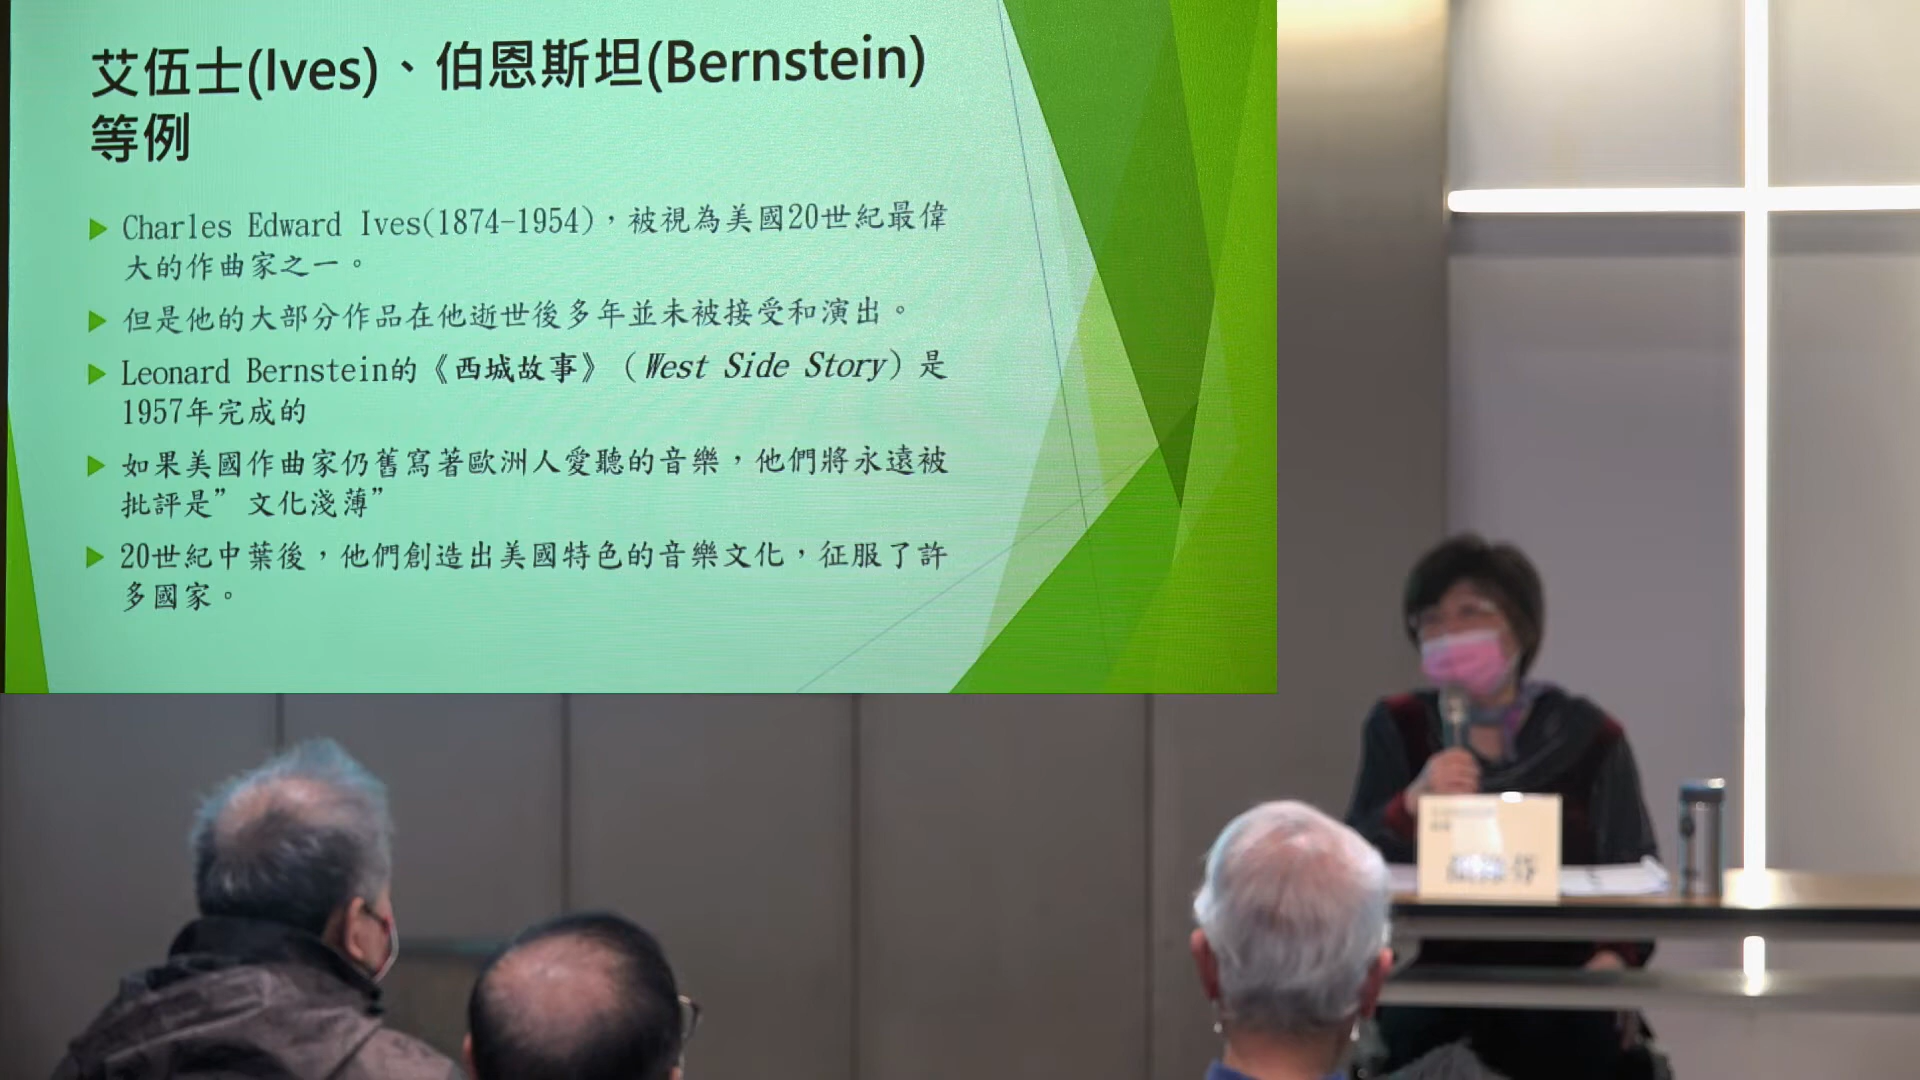 艾伍士(Ives)、伯恩斯坦(Bernstein)
等例
Charles Edward Ives(1874-1954)，被視為美國20世紀最偉
大的作曲家之一。
但是他的大部分作品在他逝世後多年並未被接受和演出。
Leonard Bernstein的《西城故事》（West Side Story）是
1957年完成的
如果美國作曲家仍舊寫著歐洲人愛聽的音樂，他們將永遠被
批評是”文化淺薄”
20世紀中葉後，他們創造出美國特色的音樂文化，征服了許
多國家。